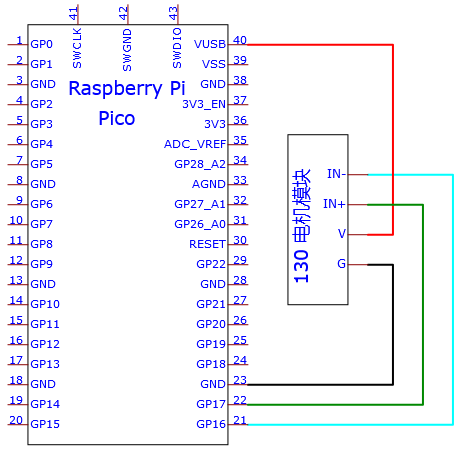 41
42
43
SWCLK
SWGND
SWDIO
Raspberry Pi
Pico
1 GP0
2 GP1
3 GND
4 GP2
5 GP3
6 GP4
7 GP5
8 GND
9 GP6
10 GP7
11 GP8
12 GP9
13 GND
14 GP10
15 GP11
16 GP12
17 GP13
18 GND
19 GP14
20 GP15
VUSB 40
VSS 39
GND 38
3V3_EN 37
3V3 36
ADC_VREF 35
GP28_A2 34
AGND 33
GP27_A1 32
GP26_A0 31
RESET 30
GP22 29
GND 28
GP21 27
GP20 26
GP19 25
GP18 24
GND 23
GP17 22
GP16 21
130 电机模块
IN-
IN+
V
G